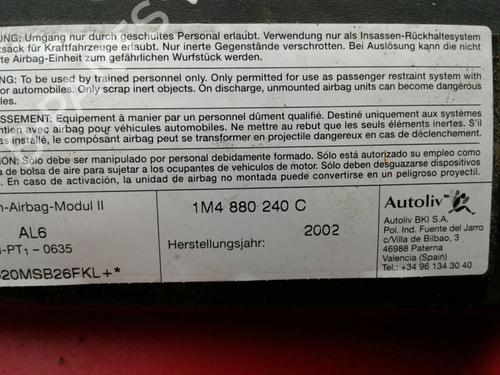 UNG: Umgang nur durch geschultes Personal erlaubt. Verwendung nur als Insassen-Rückhaltesystem
tsack für Kraftfahrzeuge erlaubt. Nur inerte Gegenstände verschrotten. Bei Auslösung kann die nicht
rte Airbag-Einheit zum gefährlichen Wurfstück werden.
NG: To be used by trained personnel only. Only permitted for use as passenger restraint system with
or automobiles. Only scrap inert objects. On discharge, unmounted airbag units can become dangerous
iles.
SSEMENT: Equipement à manier par un personnel dûment qualifié. Destiné uniquement aux systèmes
ntien avec airbag pour véhicules automobiles. Ne mettre au rebut que les seuls éléments inertes. S'ils
as installé, le composant airbag peut se transformer en projectile dangereux en cas de déclenchement.
ION: Sólo debe ser manipulado por personal debidamente formado. Sólo está autorizado su empleo como
a de bolsa de aire para sujetar a los ocupantes de vehículos de motor. Sólo pueden desguazarse dispositivos
. En caso de activación, la unidad de airbag no montada puede convertirse en un peligroso proyectil.
n-Airbag-Modul II
1M4 880 240 C
Autoliv
AL6
-PT1 - 0635
Herstellungsjahr:
2002
Autoliv BKI S.A.
Pol. Ind. Fuente del Jarro
c/Villa de Bilbao, 3
46988 Paterna
Valencia (Spain)
Tel.: +34 96 134 30 40
520MSB26FKL+*